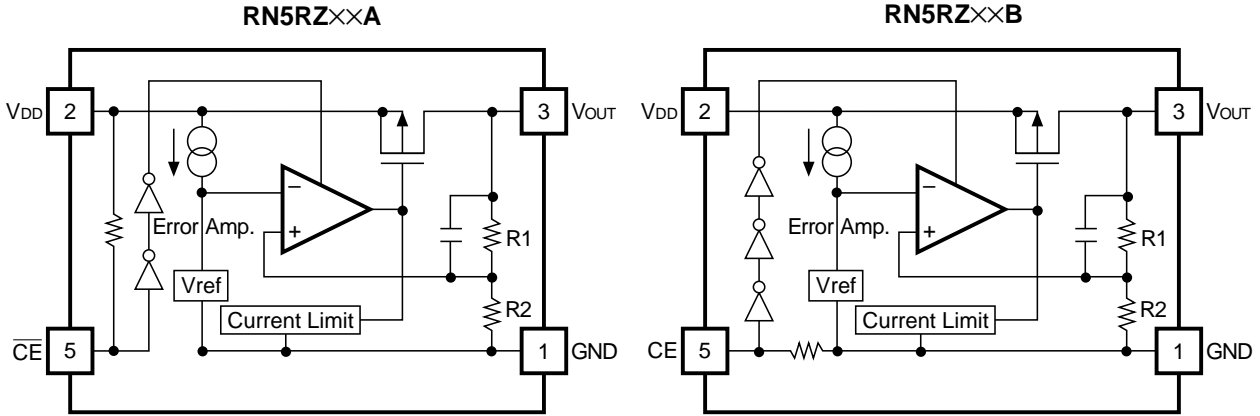 RN5RZ××A
VDD 2
3 VOUT
−
Error Amp.
+
R1
Vref
R2
Current Limit
C̅E̅ 5
1 GND
RN5RZ××B
VDD 2
3 VOUT
−
Error Amp.
+
R1
Vref
R2
Current Limit
CE 5
1 GND